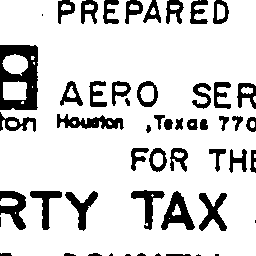 PREPARED
AERO SER
ton Houston , Texas 770
FOR THE
RTY TAX